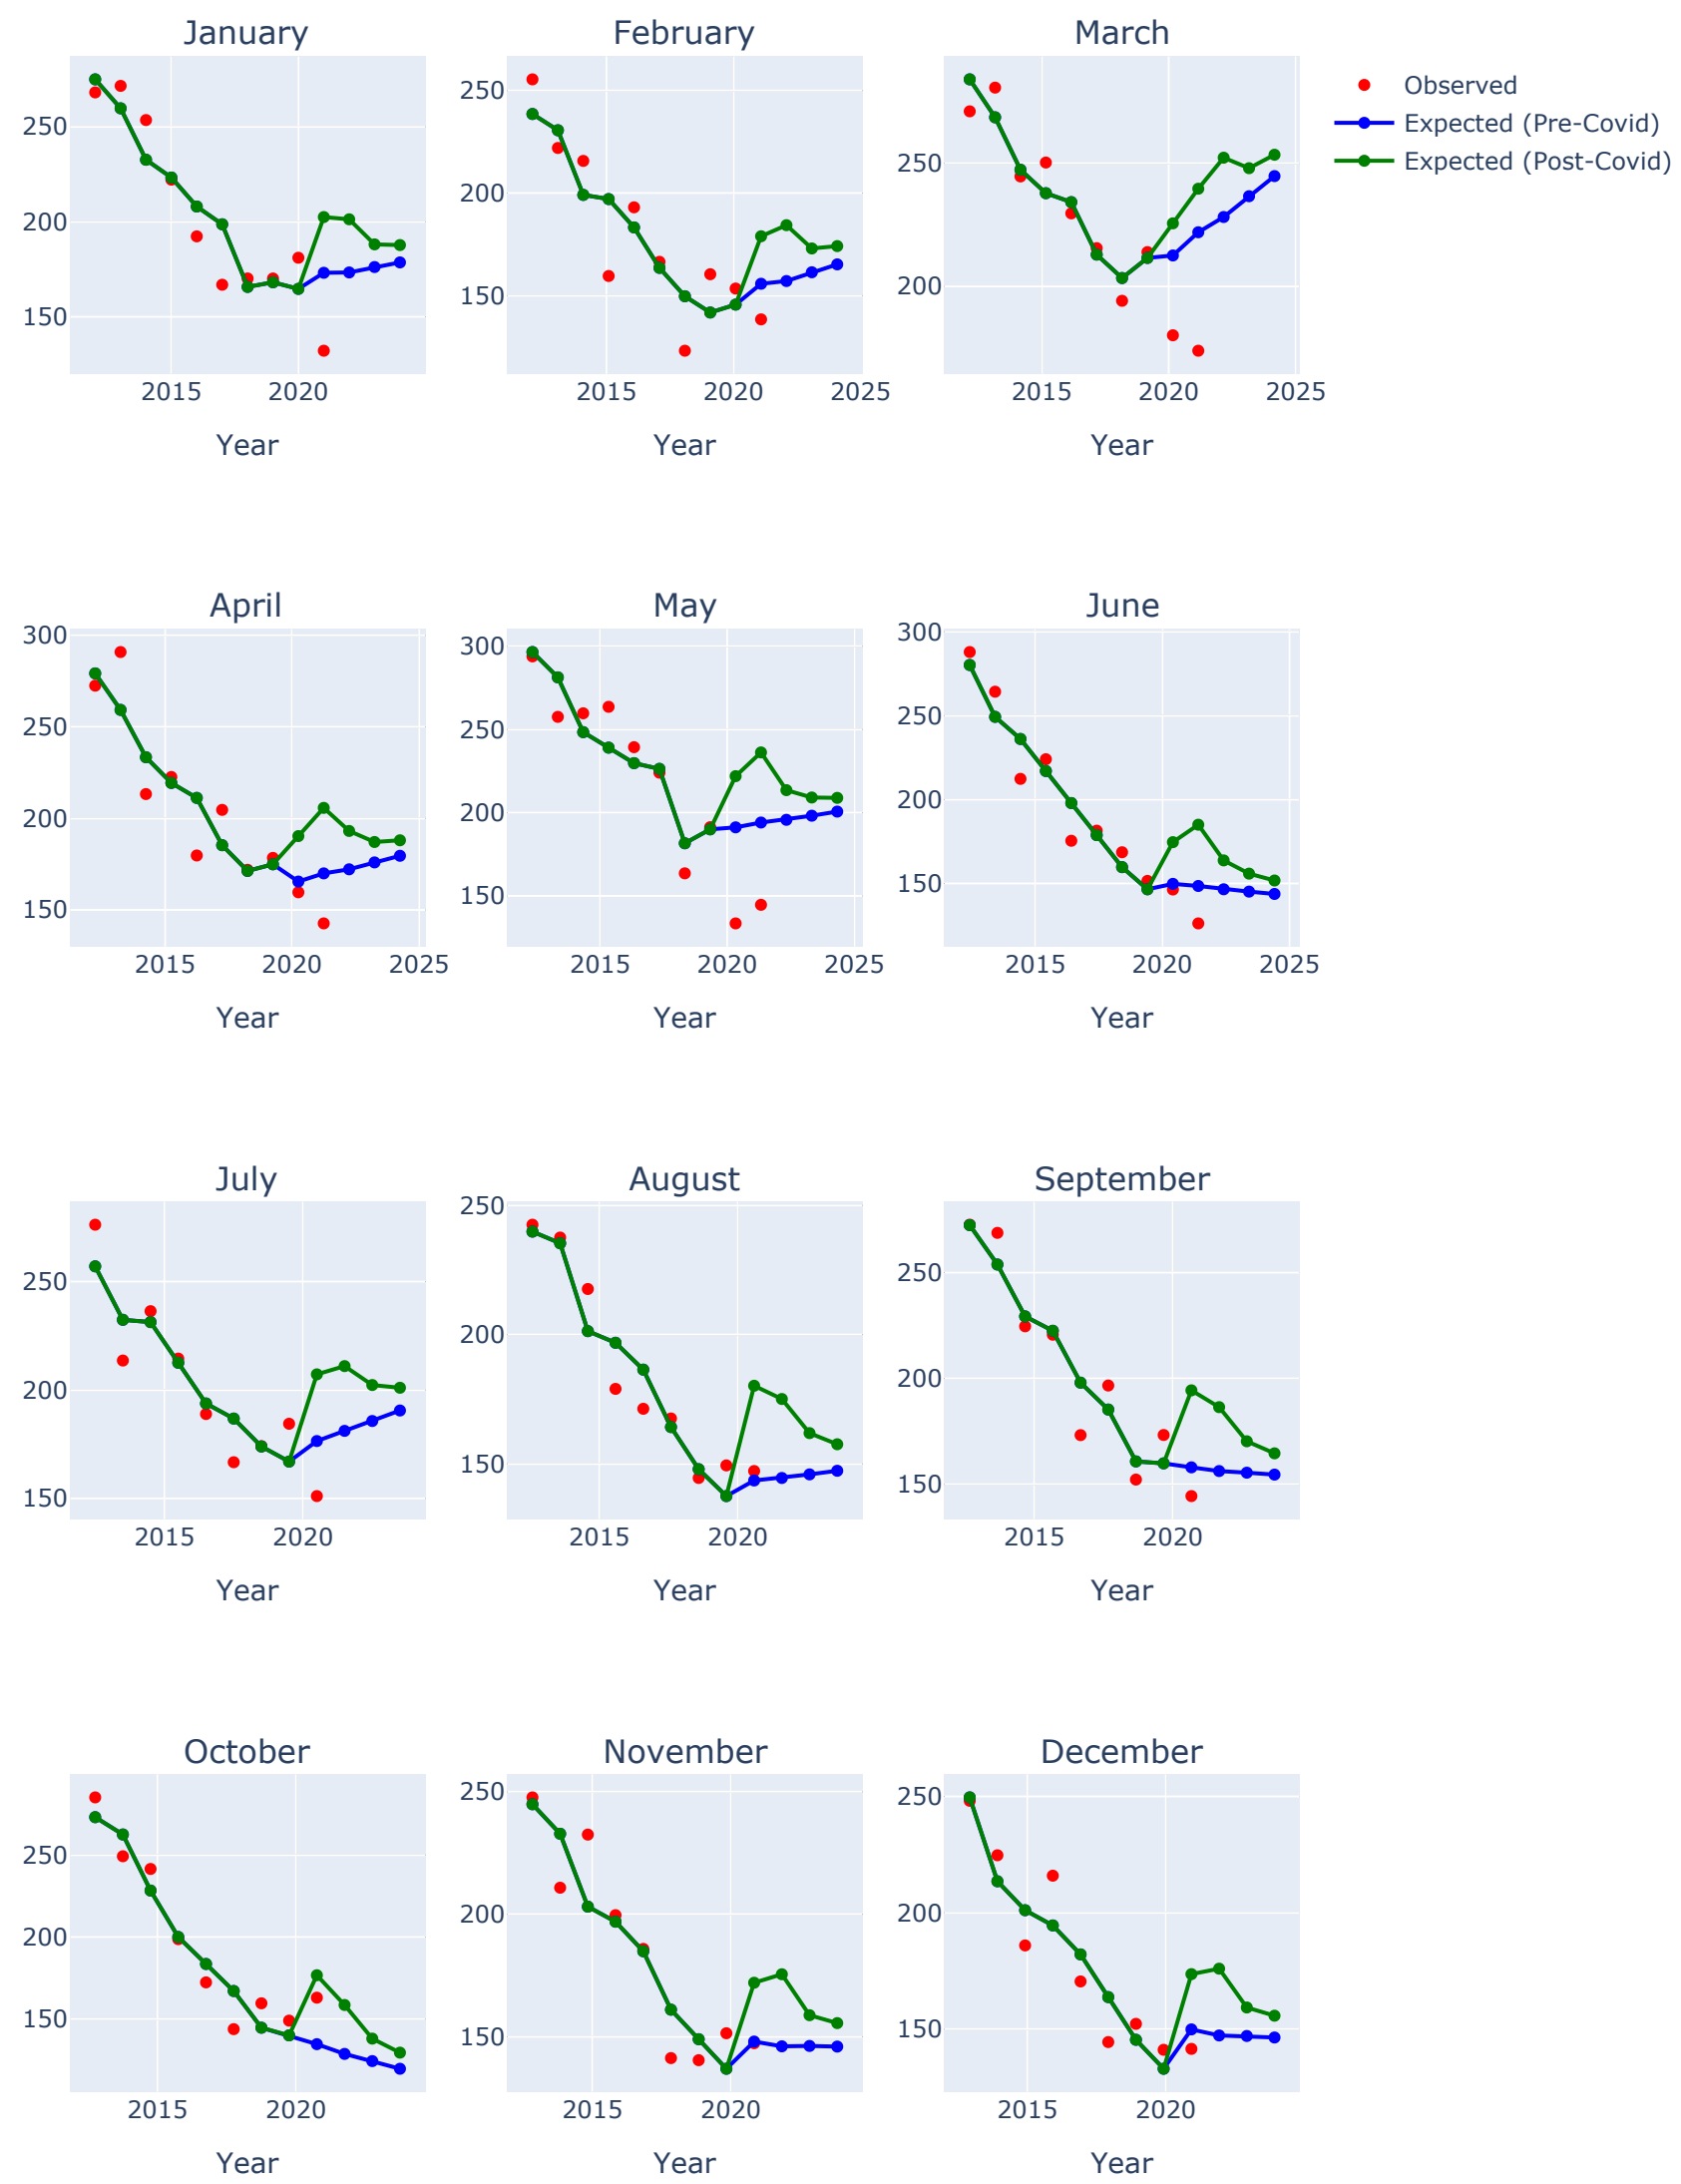 January
February
March
Observed
Expected (Pre-Covid)
Expected (Post-Covid)
250
200
150
2015
2020
Year
250
200
150
2015
2020
2025
Year
250
200
2015
2020
2025
Year
April
May
June
300
250
200
150
2015
2020
2025
Year
300
250
200
150
2015
2020
2025
Year
300
250
200
150
2015
2020
2025
Year
July
August
September
250
200
150
2015
2020
Year
250
200
150
2015
2020
Year
250
200
150
2015
2020
Year
October
November
December
250
200
150
2015
2020
Year
250
200
150
2015
2020
Year
250
200
150
2015
2020
Year